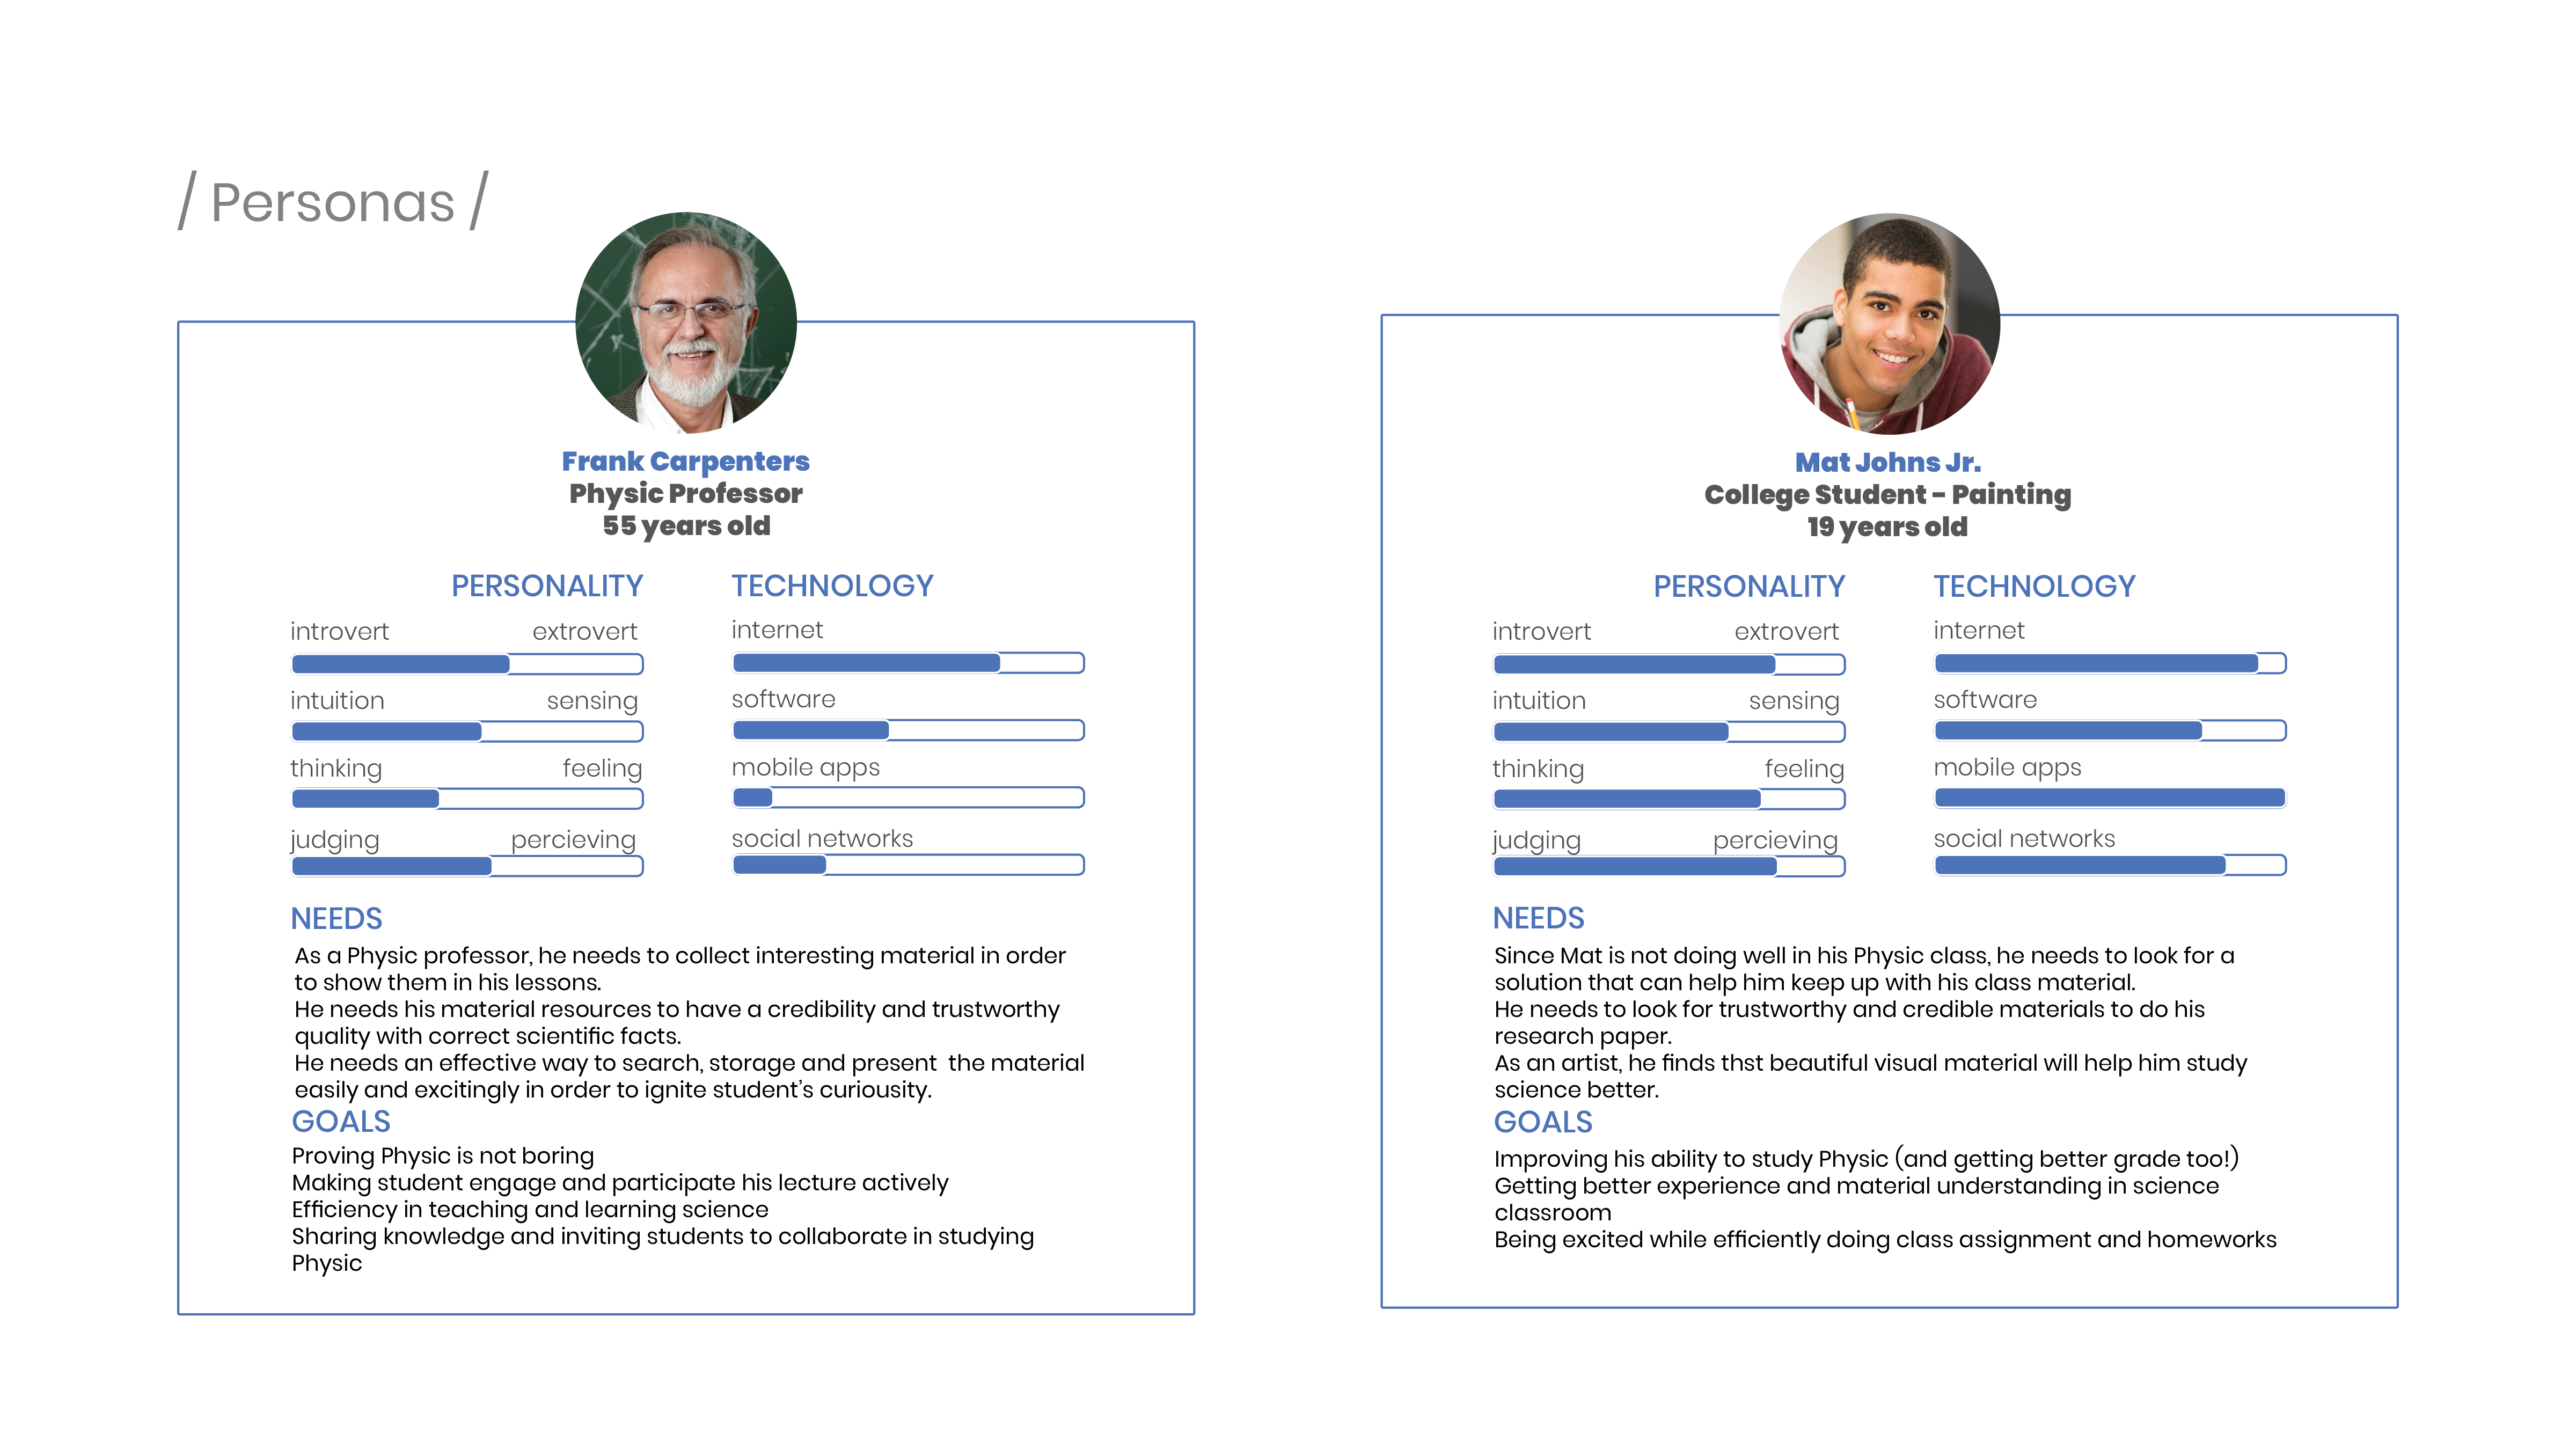 / Personas /
Frank Carpenters
Physic Professor
55 years old
PERSONALITY
introvert extrovert
intuition sensing
thinking feeling
judging percieving
TECHNOLOGY
internet
software
mobile apps
social networks
NEEDS
As a Physic professor, he needs to collect interesting material in order
to show them in his lessons.
He needs his material resources to have a credibility and trustworthy
quality with correct scientific facts.
He needs an effective way to search, storage and present the material
easily and excitingly in order to ignite student's curiousity.
GOALS
Proving Physic is not boring
Making student engage and participate his lecture actively
Efficiency in teaching and learning science
Sharing knowledge and inviting students to collaborate in studying
Physic
Mat Johns Jr.
College Student - Painting
19 years old
PERSONALITY
introvert extrovert
intuition sensing
thinking feeling
judging percieving
TECHNOLOGY
internet
software
mobile apps
social networks
NEEDS
Since Mat is not doing well in his Physic class, he needs to look for a
solution that can help him keep up with his class material.
He needs to look for trustworthy and credible materials to do his
research paper.
As an artist, he finds thst beautiful visual material will help him study
science better.
GOALS
Improving his ability to study Physic (and getting better grade too!)
Getting better experience and material understanding in science
classroom
Being excited while efficiently doing class assignment and homeworks